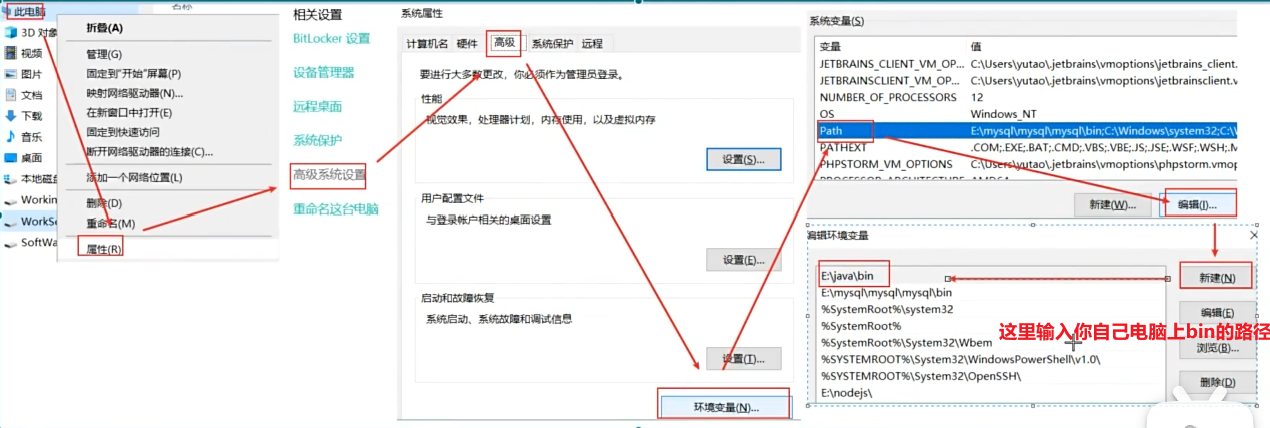 此电脑
3D 对象
视频
图片
文档
下载
音乐
桌面
本地磁盘
Workin
WorkSe
SoftWa
名称
折叠(A)
管理(G)
固定到"开始"屏幕(P)
映射网络驱动器(N)...
在新窗口中打开(E)
固定到快速访问
断开网络驱动器的连接(C)...
添加一个网络位置(L)
删除(D)
重命名(M)
属性(R)
相关设置
BitLocker 设置
设备管理器
远程桌面
系统保护
高级系统设置
重命名这台电脑
系统属性
计算机名 硬件 高级 系统保护 远程
要进行大多数更改，你必须作为管理员登录。
性能
视觉效果，处理器计划，内存使用，以及虚拟内存
设置(S)...
用户配置文件
与登录帐户相关的桌面设置
设置(E)...
启动和故障恢复
系统启动、系统故障和调试信息
设置(T)...
环境变量(N)...
系统变量(S)
变量 值
JETBRAINS_CLIENT_VM_OP... C:\Users\yutao\.jetbrains\vmoptions\jetbrains_client.
JETBRAINSCLIENT_VM_OP... C:\Users\yutao\.jetbrains\vmoptions\jetbrainsclient.v
NUMBER_OF_PROCESSORS 12
OS Windows_NT
Path E:\mysql\mysql\mysql\bin;C:\Windows\system32;C:\V
PATHEXT .COM;.EXE;.BAT;.CMD;.VBS;.VBE;.JS;.JSE;.WSF;.WSH;.M
PHPSTORM_VM_OPTIONS C:\Users\yutao\.jetbrains\vmoptions\phpstorm.vmop
PROCESSOR_ARCHITECTURE AMD64
新建(W)... 编辑(I)...
编辑环境变量
E:\java\bin
E:\mysql\mysql\mysql\bin
%SystemRoot%\system32
%SystemRoot%
%SystemRoot%\System32\Wbem
%SYSTEMROOT%\System32\WindowsPowerShell\v1.0\
%SYSTEMROOT%\System32\OpenSSH\
E:\nodejs\
新建(N)
编辑(E)
这里输入你自己电脑上bin的路径
浏览(B)...
删除(D)